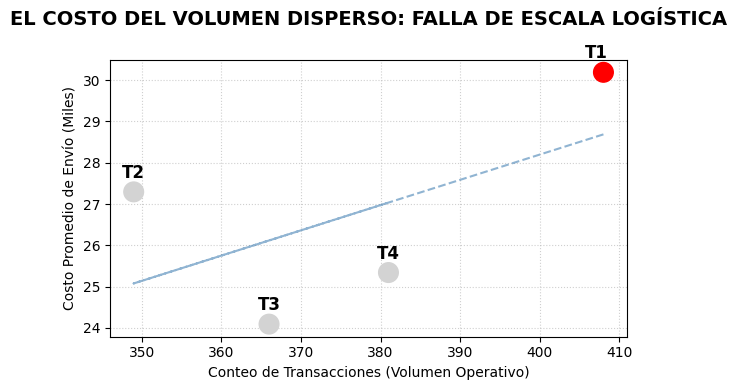 EL COSTO DEL VOLUMEN DISPERSO: FALLA DE ESCALA LOGÍSTICA
T1
30
29
28
27
26
25
24
Costo Promedio de Envío (Miles)
T2
T4
T3
350
360
370
380
390
400
410
Conteo de Transacciones (Volumen Operativo)